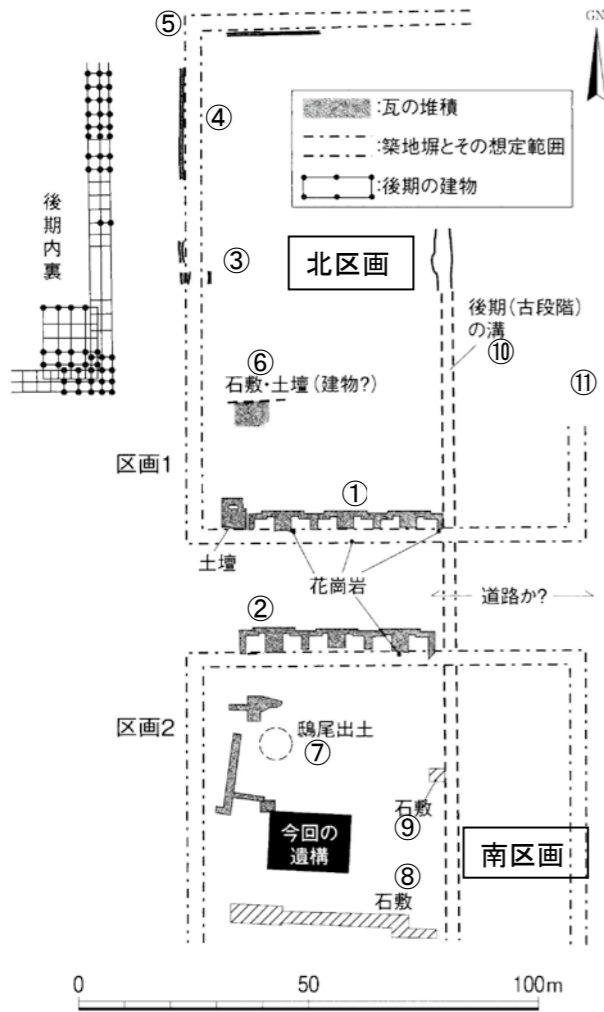 ⑤
GN
:瓦の堆積
:築地塀とその想定範囲
:後期の建物
④
後期内裏
③
北区画
後期(古段階)
の溝
⑩
⑪
⑥
石敷・土壇(建物?)
区画1
①
土壇
花崗岩
道路か?
②
区画2
鴟尾出土
⑦
石敷
⑨
今回の
遺構
南区画
⑧
石敷
0
50
100m